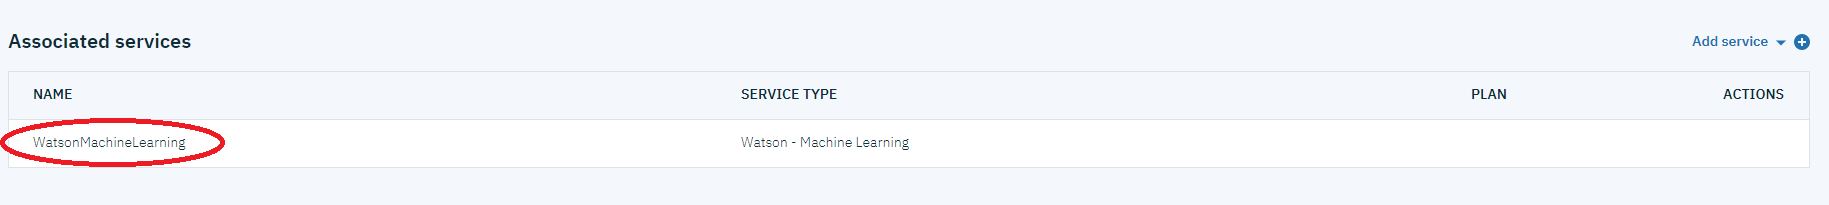 Associated services
Add service
NAME SERVICE TYPE PLAN ACTIONS
WatsonMachineLearning Watson - Machine Learning